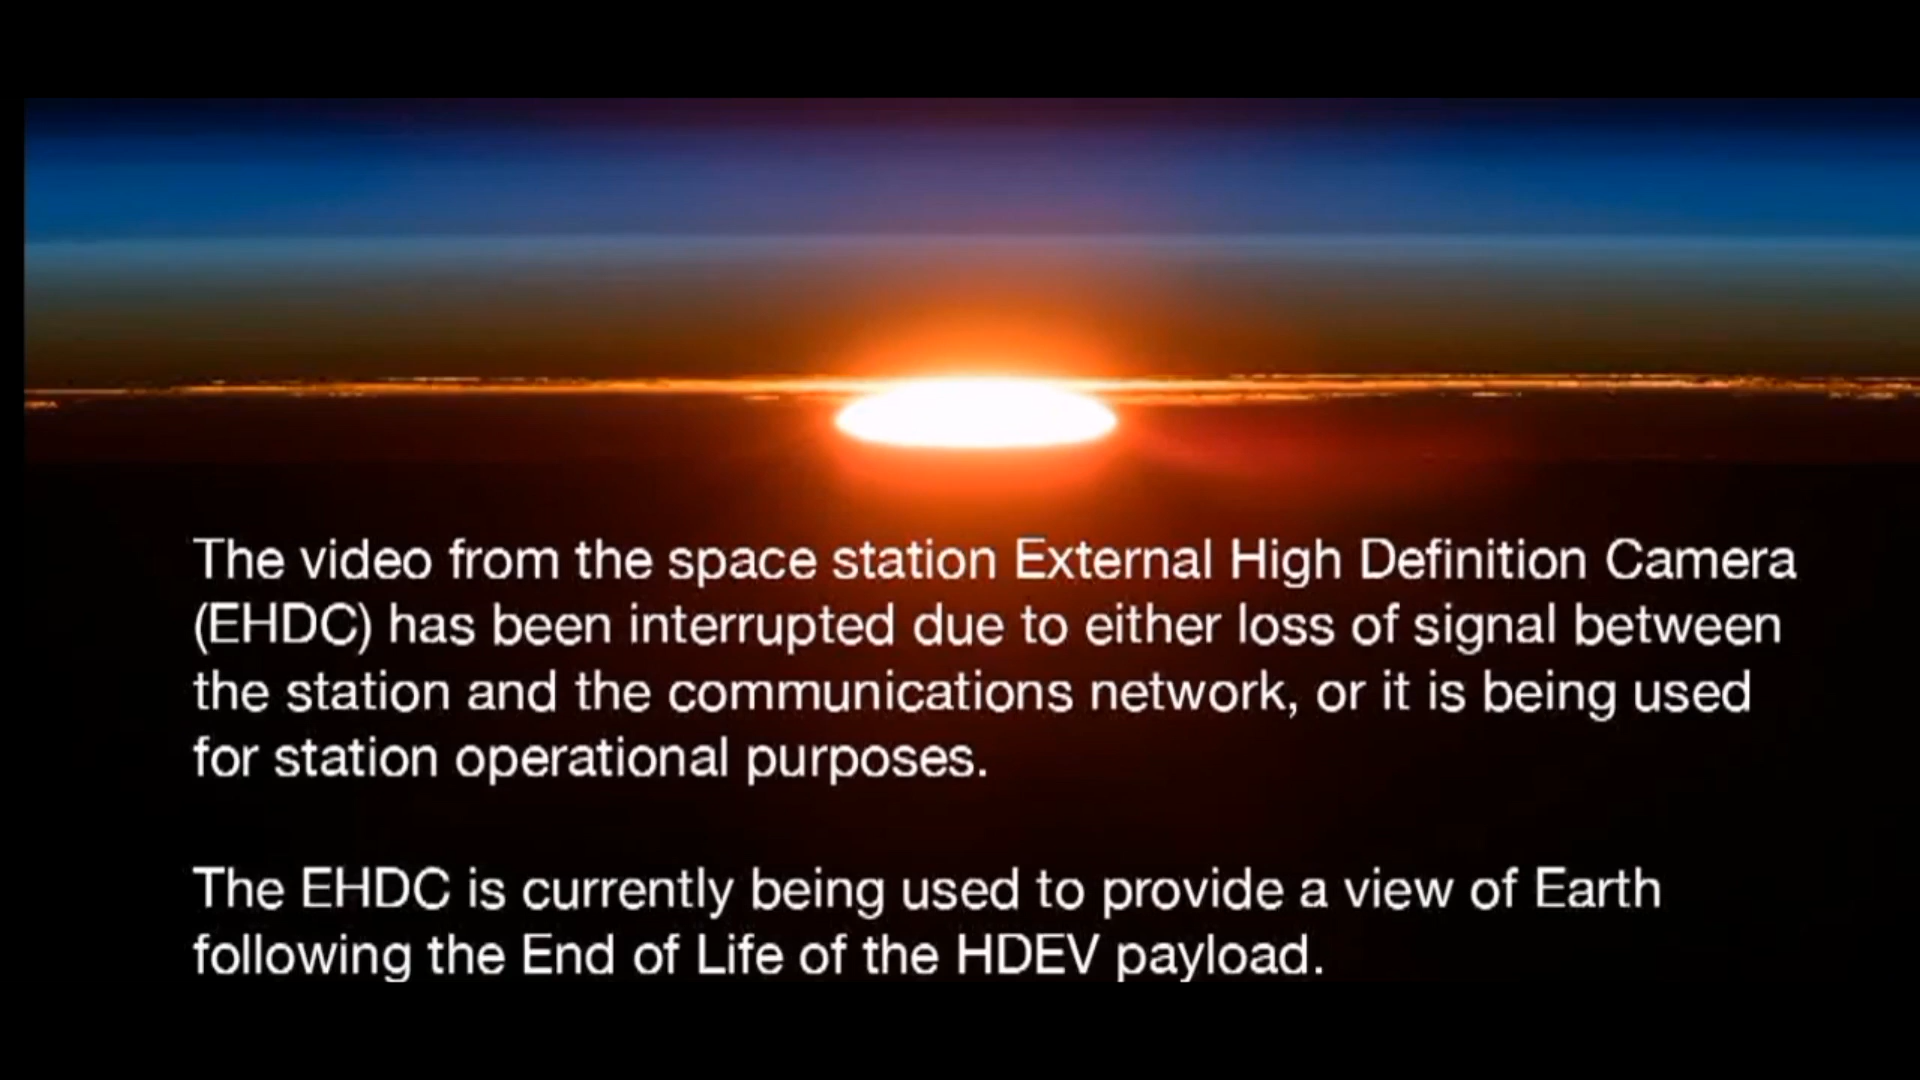 The video from the space station External High Definition Camera
(EHDC) has been interrupted due to either loss of signal between
the station and the communications network, or it is being used
for station operational purposes.
The EHDC is currently being used to provide a view of Earth
following the End of Life of the HDEV payload.